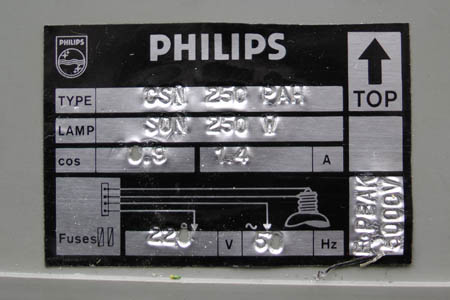 PHILIPS
PHILIPS
TOP
TYPE CSN 250 PAH
LAMP SON 250 W
cos 0.9 1.4 A
Fuses 220 V ~ 50 Hz
PEAK
5000V